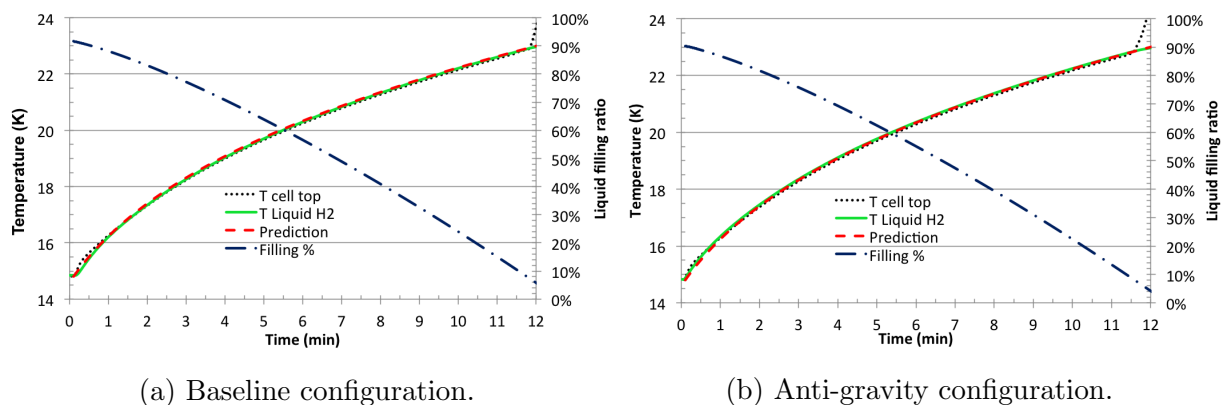 24
22
20
18
16
14
Temperature (K)
100%
90%
80%
70%
60%
50%
40%
30%
20%
10%
0%
Liquid filling ratio
T cell top
T Liquid H2
Prediction
Filling %
0 1 2 3 4 5 6 7 8 9 10 11 12
Time (min)
(a) Baseline configuration.
24
22
20
18
16
14
Temperature (K)
100%
90%
80%
70%
60%
50%
40%
30%
20%
10%
0%
Liquid filling ratio
T cell top
T Liquid H2
Prediction
Filling %
0 1 2 3 4 5 6 7 8 9 10 11 12
Time (min)
(b) Anti-gravity configuration.